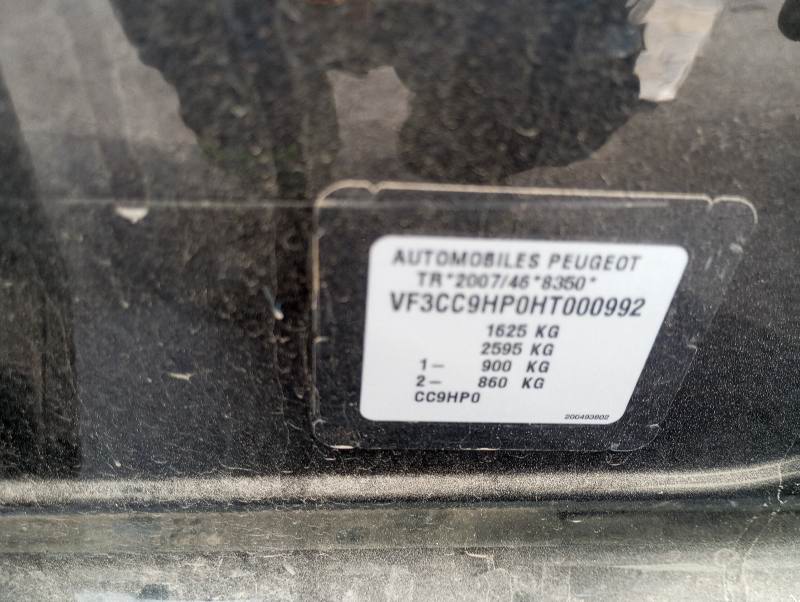 AUTOMOBILES PEUGEOT
TR*2007/46*8350*
VF3CC9HP0HT000992
1625 KG
2595 KG
1– 900 KG
2– 860 KG
CC9HP0
200493802